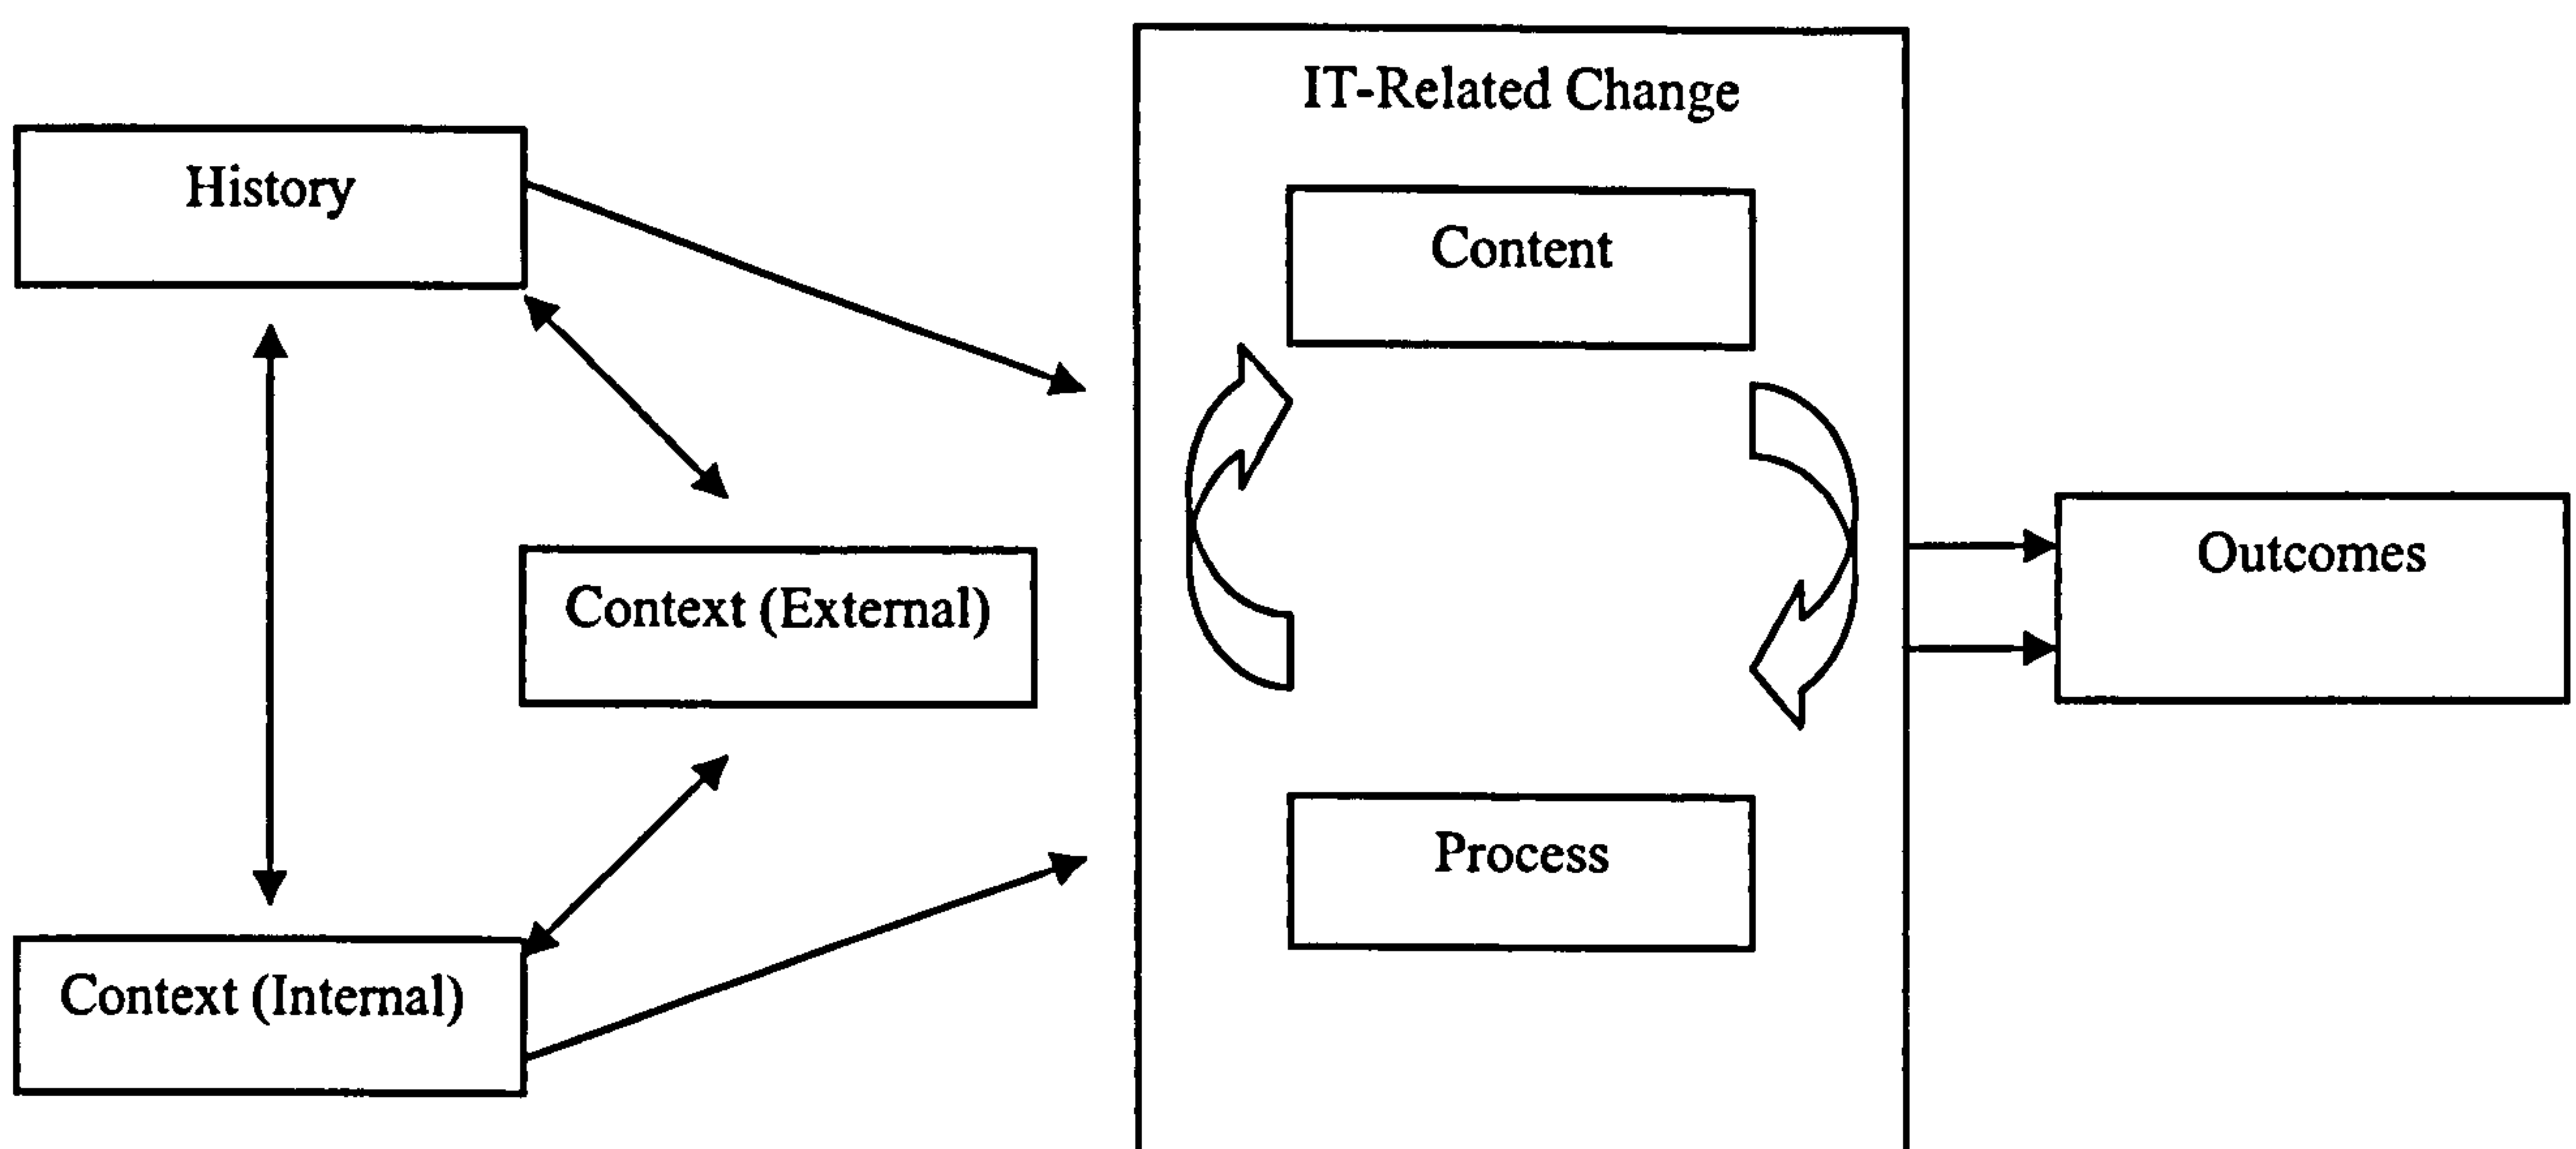 IT-Related Change
History
Content
Context (External)
Outcomes
Process
Context (Internal)